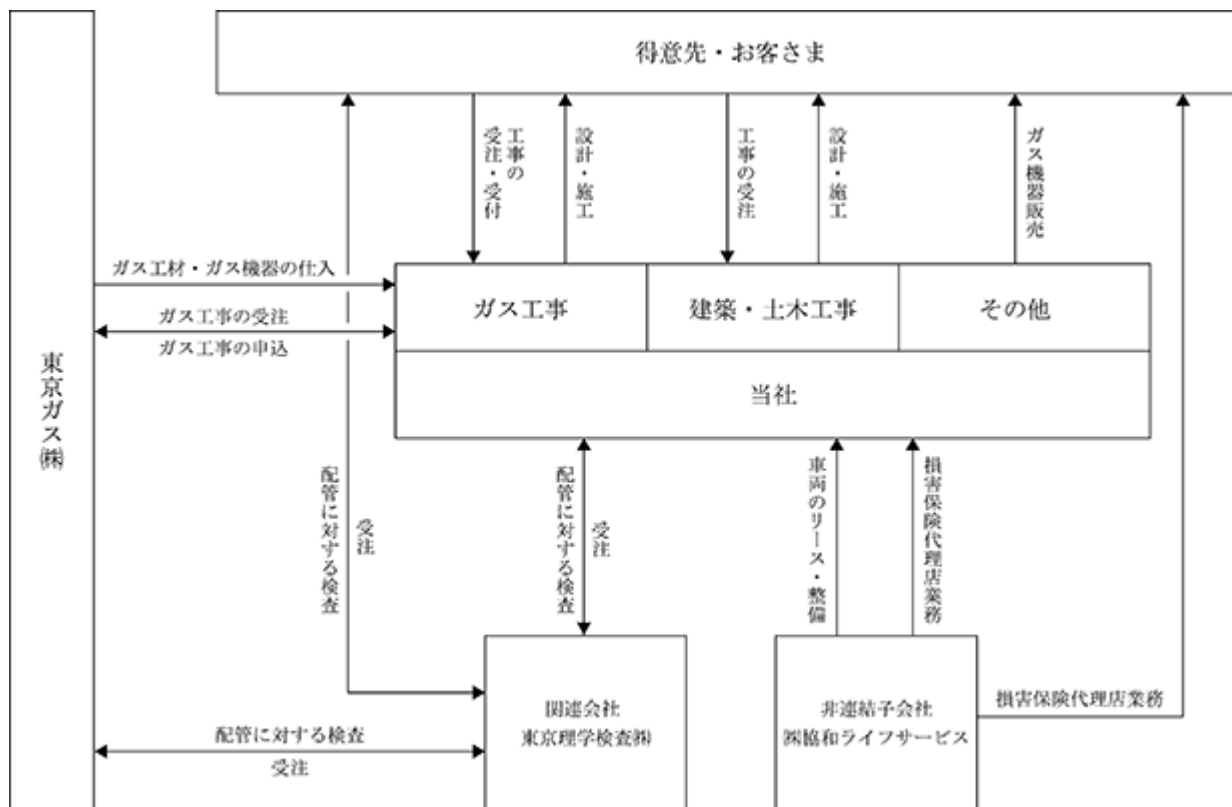 得意先・お客さま
工事の
受注・受付
設計・施工
工事の受注
設計・施工
ガス機器販売
ガス工材・ガス機器の仕入
ガス工事の受注
ガス工事の申込
ガス工事
建築・土木工事
その他
当社
東京ガス㈱
配管に対する検査
受注
配管に対する検査
受注
車両のリース・整備
損害保険代理店業務
関連会社
東京理学検査㈱
非連結子会社
㈱協和ライフサービス
損害保険代理店業務
配管に対する検査
受注